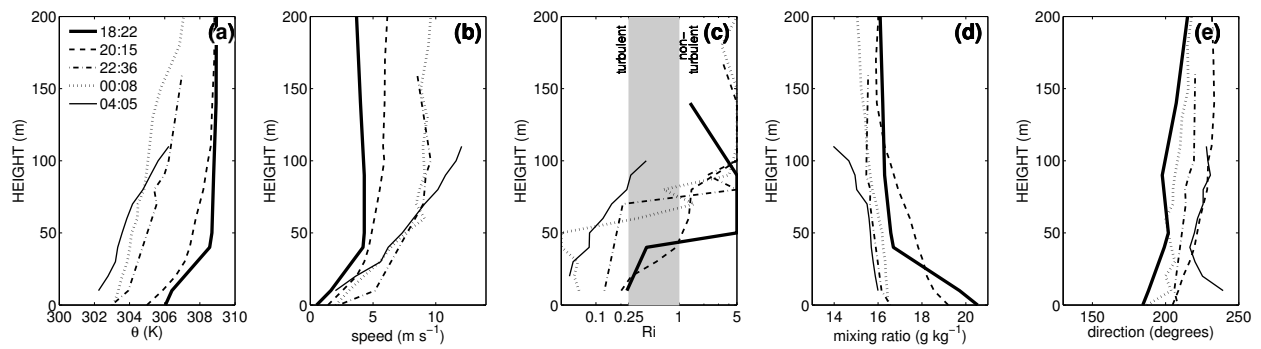 200
150
100
50
0
HEIGHT (m)
300 302 304 306 308 310
θ (K)
(a)
18:22
20:15
22:36
00:08
04:05
200
150
100
50
0
HEIGHT (m)
0 5 10
speed (m s⁻¹)
(b)
200
150
100
50
0
HEIGHT (m)
0.1 0.25 1 5
Ri
turbulent
non–
turbulent
(c)
200
150
100
50
0
HEIGHT (m)
14 16 18 20
mixing ratio (g kg⁻¹)
(d)
200
150
100
50
0
HEIGHT (m)
150 200 250
direction (degrees)
(e)